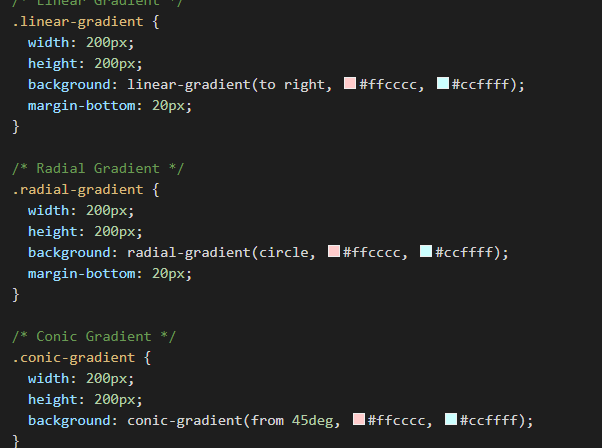 /* Linear Gradient */
.linear-gradient {
  width: 200px;
  height: 200px;
  background: linear-gradient(to right, #ffcccc, #ccffff);
  margin-bottom: 20px;
}

/* Radial Gradient */
.radial-gradient {
  width: 200px;
  height: 200px;
  background: radial-gradient(circle, #ffcccc, #ccffff);
  margin-bottom: 20px;
}

/* Conic Gradient */
.conic-gradient {
  width: 200px;
  height: 200px;
  background: conic-gradient(from 45deg, #ffcccc, #ccffff);
}